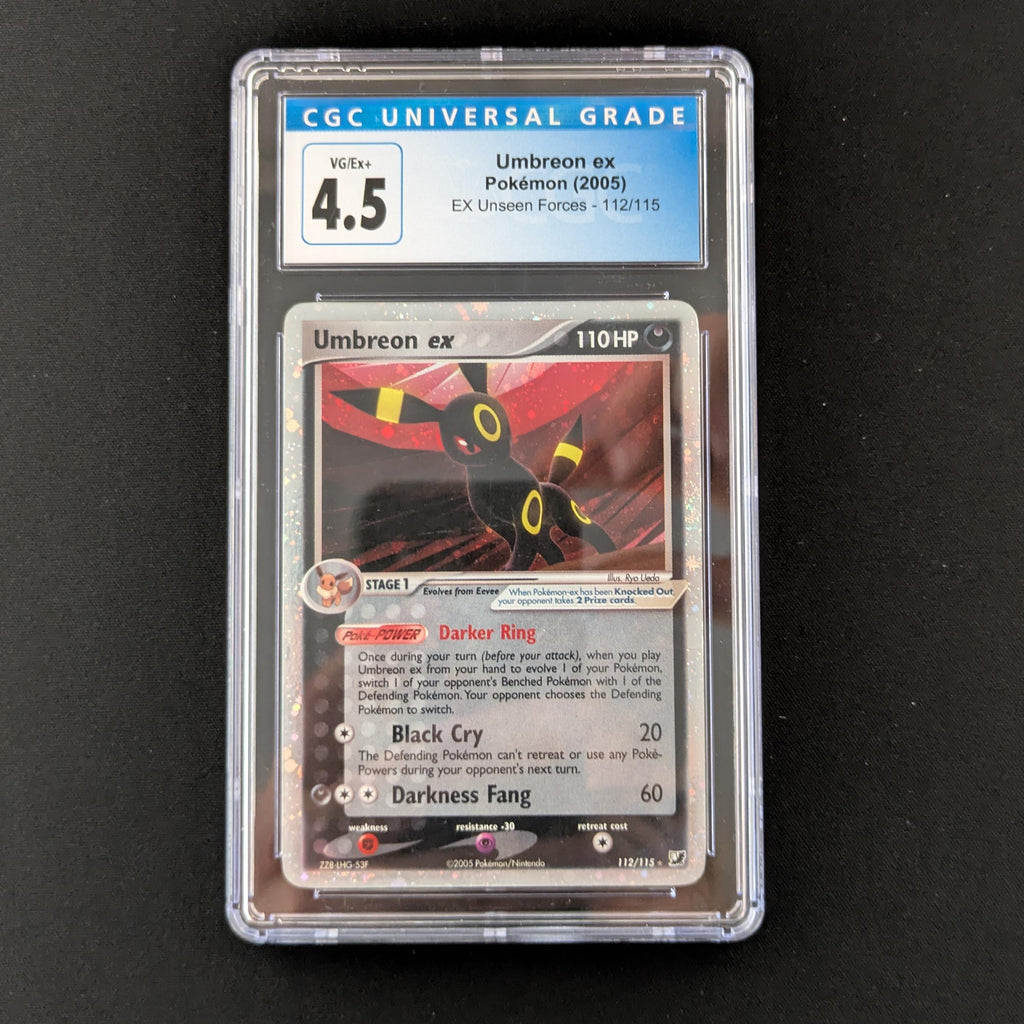 CGC UNIVERSAL GRADE
VG/Ex+
4.5
Umbreon ex
Pokémon (2005)
EX Unseen Forces - 112/115
Umbreon ex
110 HP
Illus. Ryo Ueda
STAGE 1
Evolves from Eevee
When Pokémon-ex has been Knocked Out,
your opponent takes 2 Prize cards.
Poké-POWER Darker Ring
Once during your turn (before your attack), when you play
Umbreon ex from your hand to evolve 1 of your Pokémon,
switch 1 of your opponent's Benched Pokémon with 1 of the
Defending Pokémon. Your opponent chooses the Defending
Pokémon to switch.
Black Cry 20
The Defending Pokémon can't retreat or use any Poké-
Powers during your opponent's next turn.
Darkness Fang 60
weakness resistance -30 retreat cost
ZZ8-LHG-53F
©2005 Pokémon/Nintendo
112/115 ★